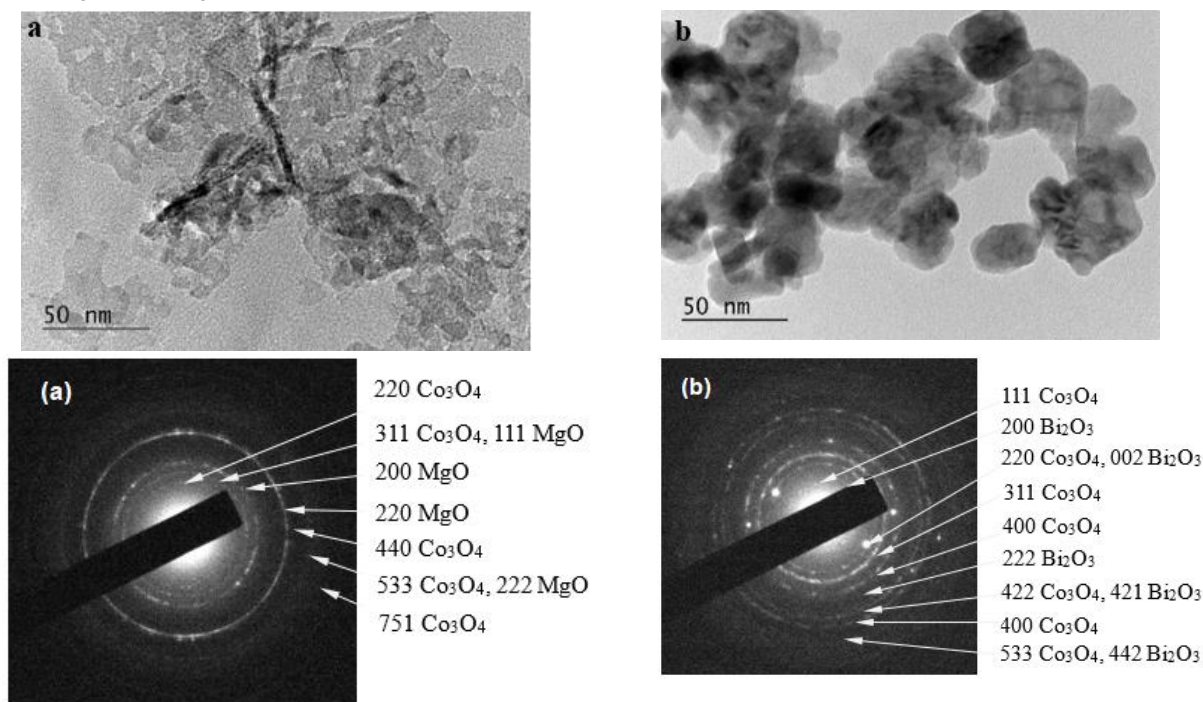 a
50 nm
b
50 nm
(a)
220 Co₃O₄
311 Co₃O₄, 111 MgO
200 MgO
220 MgO
440 Co₃O₄
533 Co₃O₄, 222 MgO
751 Co₃O₄
(b)
111 Co₃O₄
200 Bi₂O₃
220 Co₃O₄, 002 Bi₂O₃
311 Co₃O₄
400 Co₃O₄
222 Bi₂O₃
422 Co₃O₄, 421 Bi₂O₃
400 Co₃O₄
533 Co₃O₄, 442 Bi₂O₃